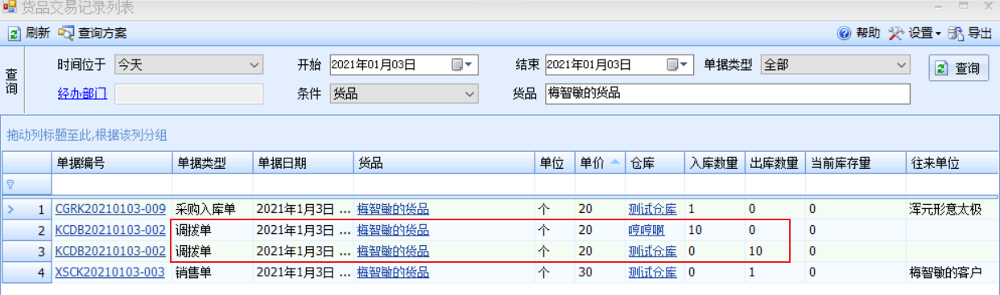 货品交易记录列表
刷新 查询方案 帮助 设置 导出
查询
时间位于 今天 开始 2021年01月03日 结束 2021年01月03日 单据类型 全部 查询
经办部门 条件 货品 货品 梅智敏的货品
拖动列标题至此,根据该列分组
单据编号 单据类型 单据日期 货品 单位 单价 仓库 入库数量 出库数量 当前库存量 往来单位
1 CGRK20210103-009 采购入库单 2021年1月3日 ... 梅智敏的货品 个 20 测试仓库 1 0 0 浑元形意太极
2 KCDB20210103-002 调拨单 2021年1月3日 ... 梅智敏的货品 个 20 哼哼啊 10 0 0
3 KCDB20210103-002 调拨单 2021年1月3日 ... 梅智敏的货品 个 20 测试仓库 0 10 0
4 XSCK20210103-003 销售单 2021年1月3日 ... 梅智敏的货品 个 30 测试仓库 0 1 0 梅智敏的客户